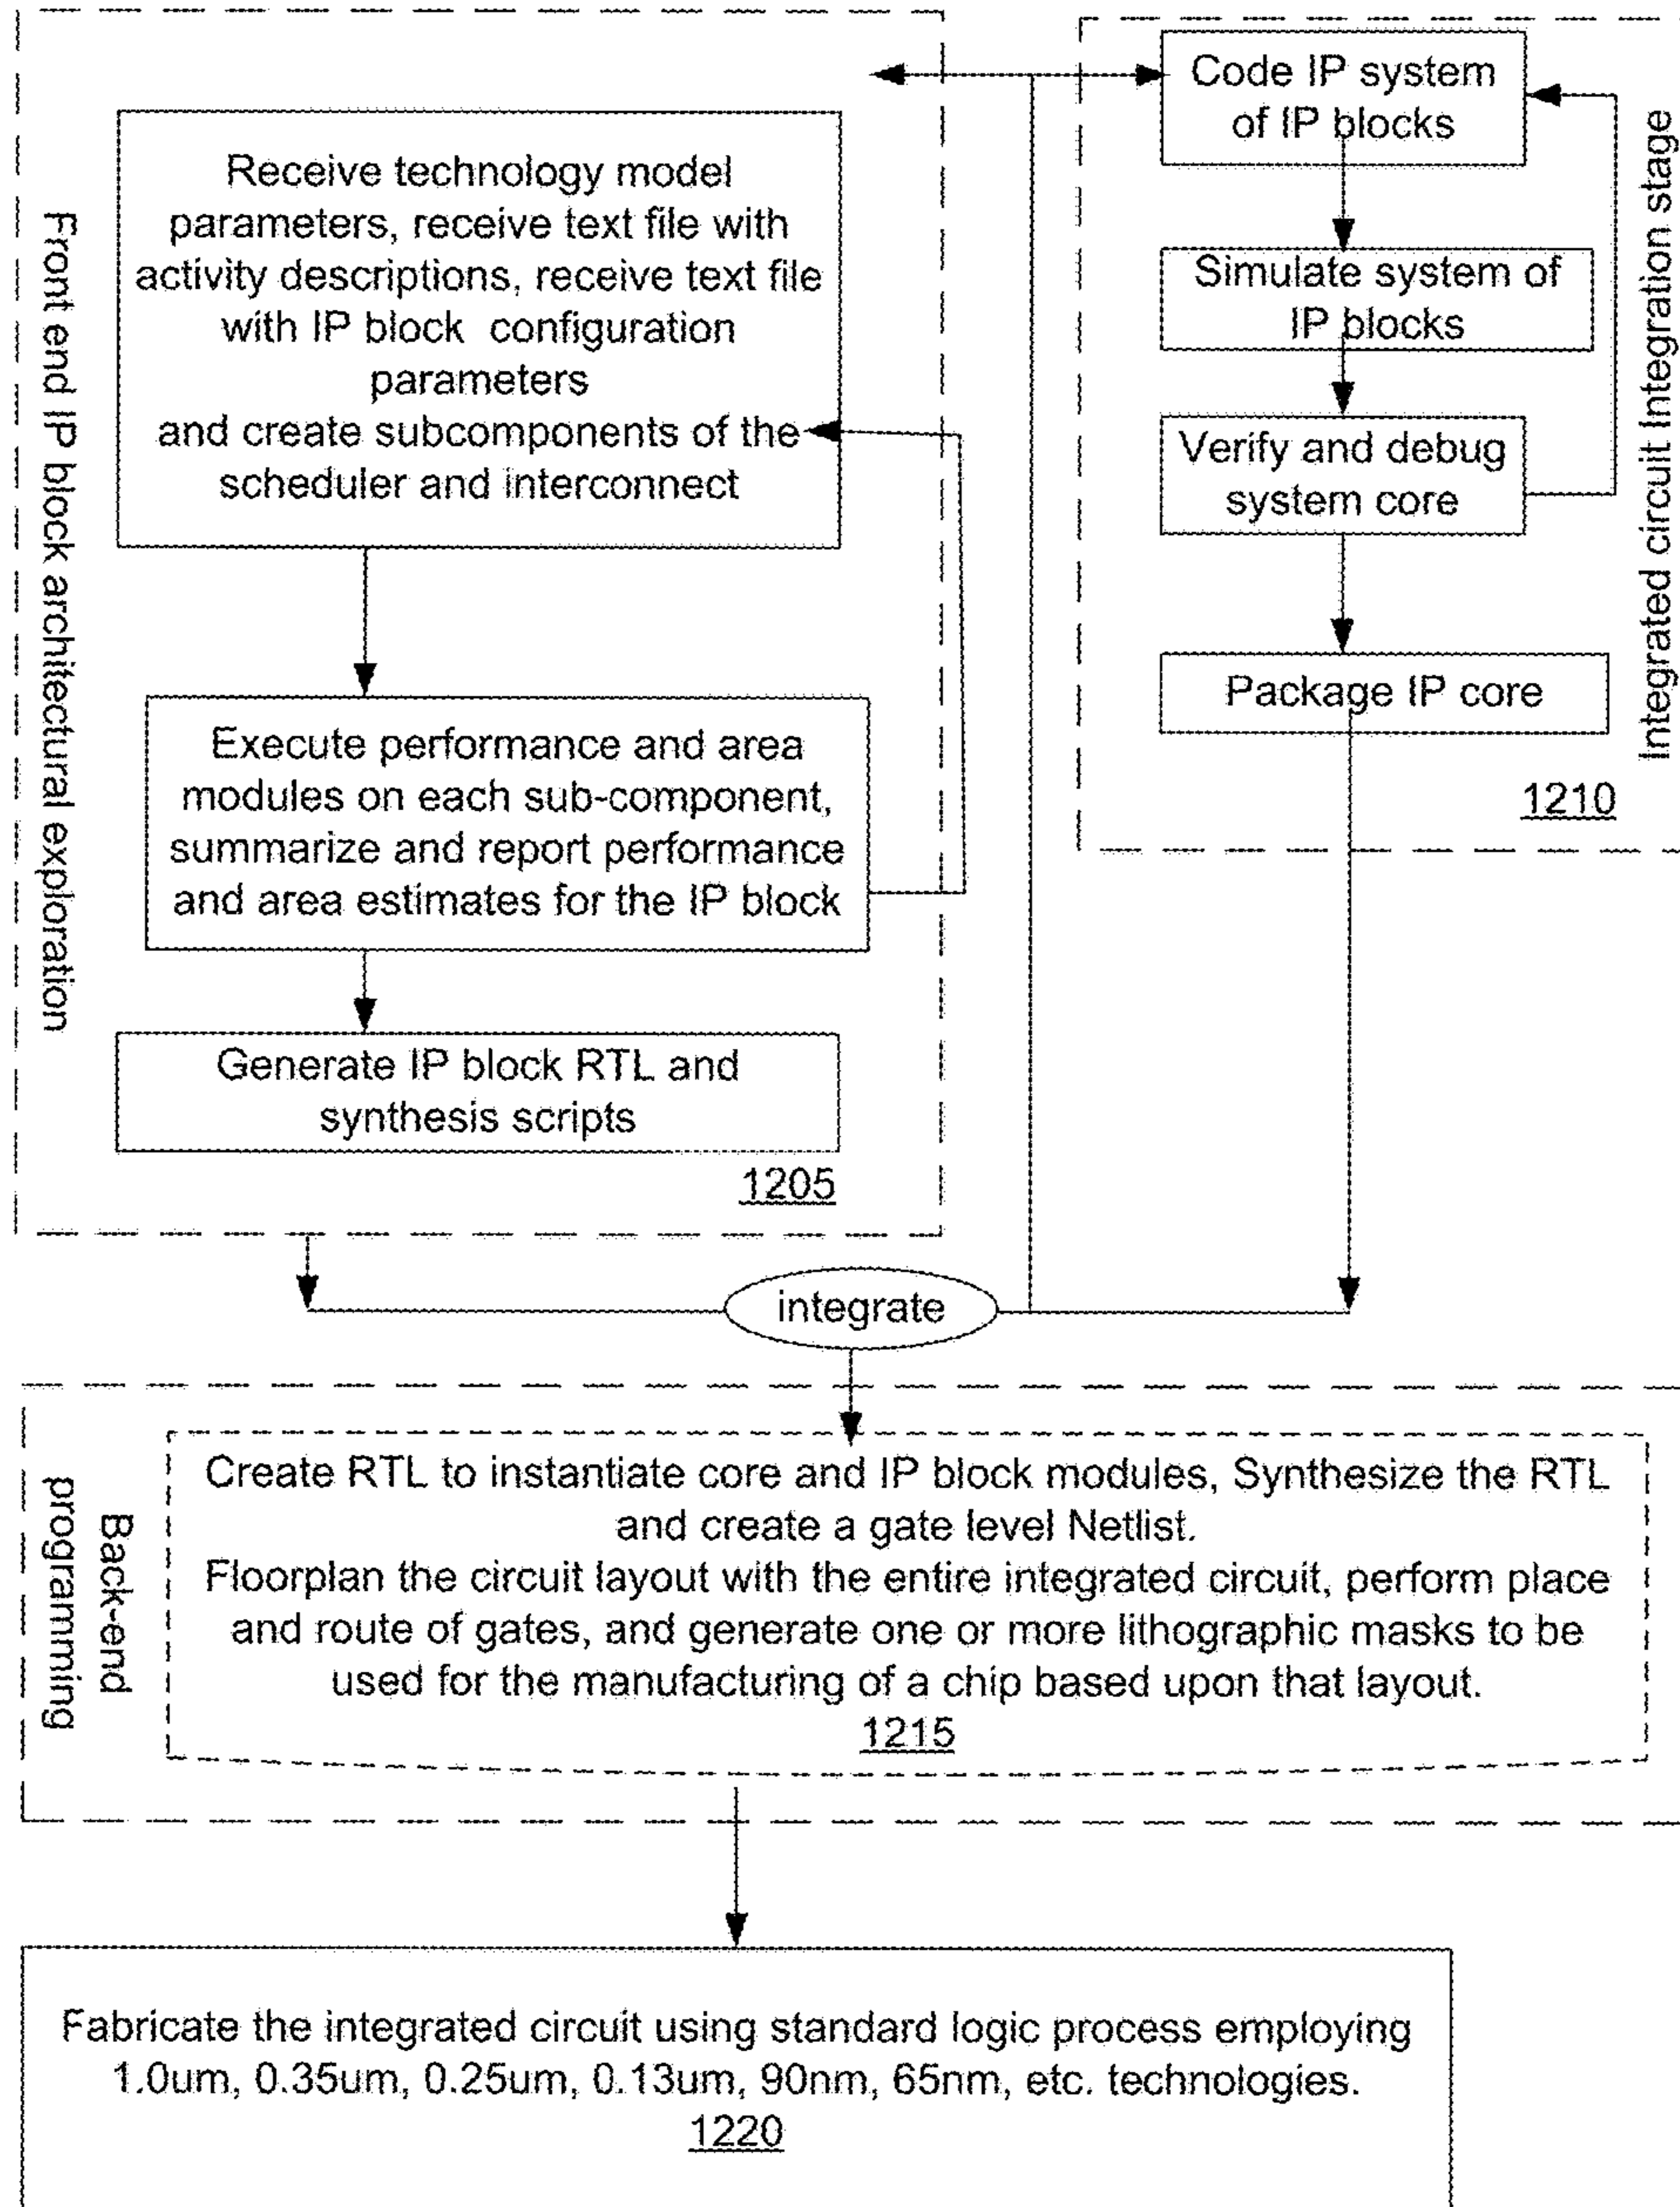 Front end IP block architectural exploration
Receive technology model
parameters, receive text file with
activity descriptions, receive text file
with IP block configuration
parameters
and create subcomponents of the
scheduler and interconnect
Execute performance and area
modules on each sub-component,
summarize and report performance
and area estimates for the IP block
Generate IP block RTL and
synthesis scripts
1205
Code IP system
of IP blocks
Simulate system of
IP blocks
Verify and debug
system core
Package IP core
1210
Integrated circuit Integration stage
integrate
Back-end
programming
Create RTL to instantiate core and IP block modules, Synthesize the RTL
and create a gate level Netlist.
Floorplan the circuit layout with the entire integrated circuit, perform place
and route of gates, and generate one or more lithographic masks to be
used for the manufacturing of a chip based upon that layout.
1215
Fabricate the integrated circuit using standard logic process employing
1.0um, 0.35um, 0.25um, 0.13um, 90nm, 65nm, etc. technologies.
1220